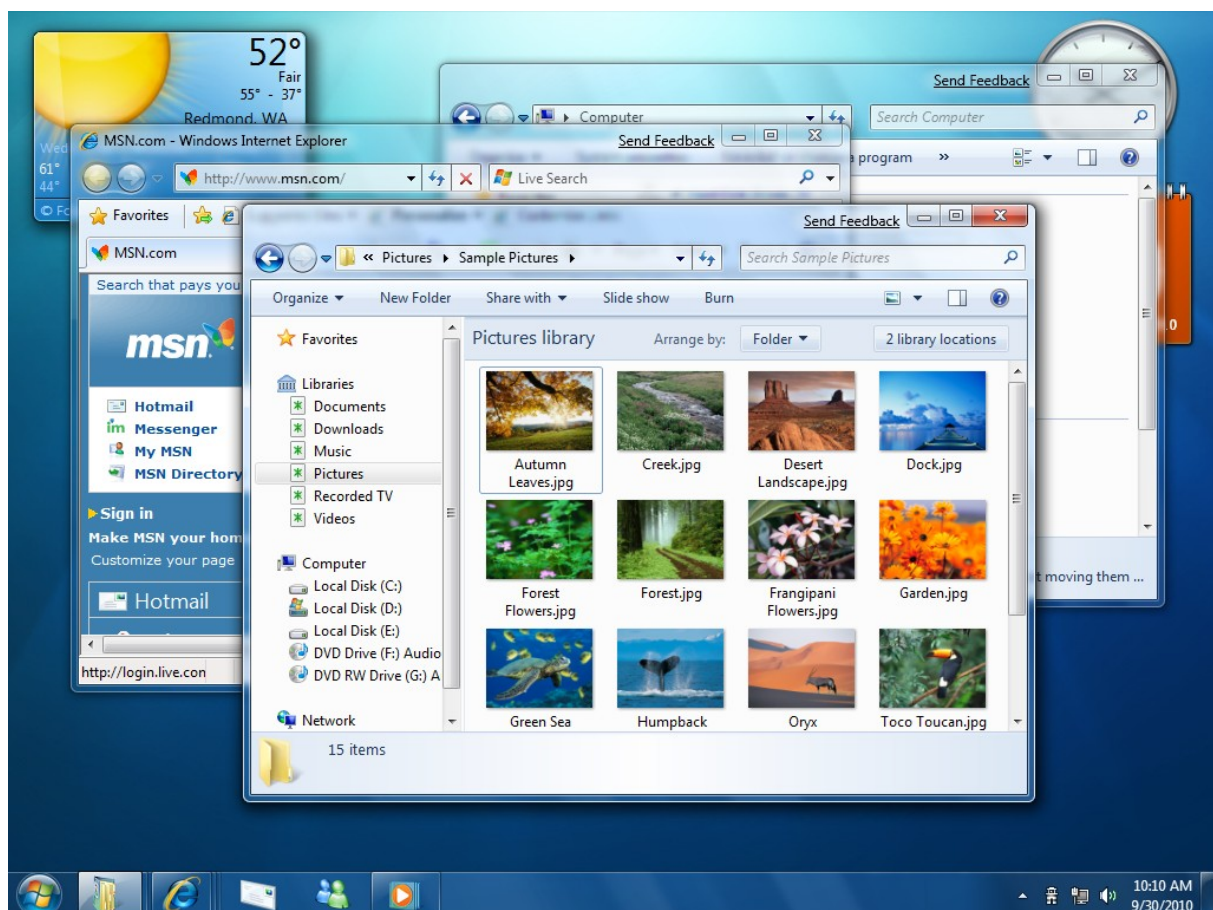 52°
Fair
55° - 37°
Redmond, WA
Wed
61°
44°
Send Feedback
Computer
Search Computer
a program »
MSN.com - Windows Internet Explorer
Send Feedback
http://www.msn.com/
Live Search
Favorites
MSN.com
Search that pays you
msn
Hotmail
Messenger
My MSN
MSN Directory
Sign in
Make MSN your hom
Customize your page
Hotmail
http://login.live.con
t moving them ...
Send Feedback
« Pictures Sample Pictures
Search Sample Pictures
Organize New Folder Share with Slide show Burn
Favorites
Libraries
Documents
Downloads
Music
Pictures
Recorded TV
Videos
Computer
Local Disk (C:)
Local Disk (D:)
Local Disk (E:)
DVD Drive (F:) Audio
DVD RW Drive (G:) A
Network
Pictures library
Arrange by: Folder
2 library locations
Autumn Leaves.jpg
Creek.jpg
Desert Landscape.jpg
Dock.jpg
Forest Flowers.jpg
Forest.jpg
Frangipani Flowers.jpg
Garden.jpg
Green Sea
Humpback
Oryx
Toco Toucan.jpg
15 items
10:10 AM
9/30/2010